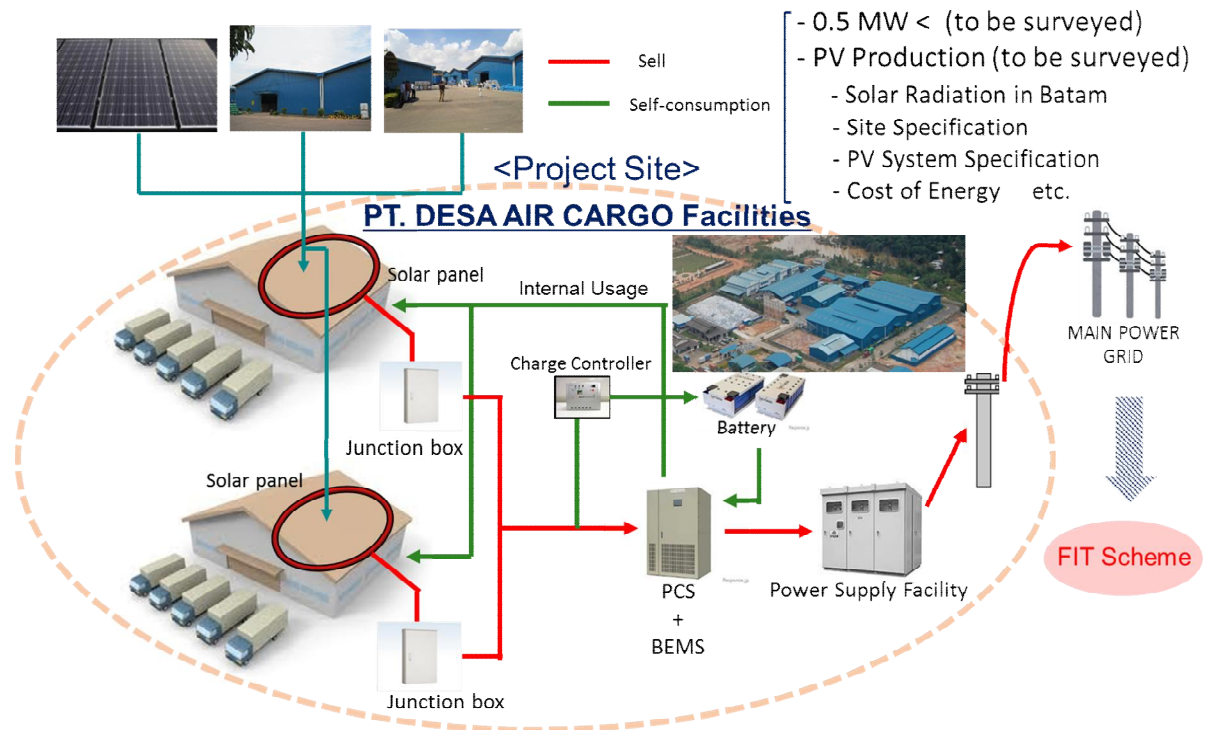 - 0.5 MW < (to be surveyed)
- PV Production (to be surveyed)
- Solar Radiation in Batam
- Site Specification
- PV System Specification
- Cost of Energy etc.
Sell
Self-consumption
<Project Site>
PT. DESA AIR CARGO Facilities
Solar panel
Internal Usage
Charge Controller
Junction box
Battery
MAIN POWER
GRID
Solar panel
PCS
+
BEMS
Power Supply Facility
FIT Scheme
Junction box